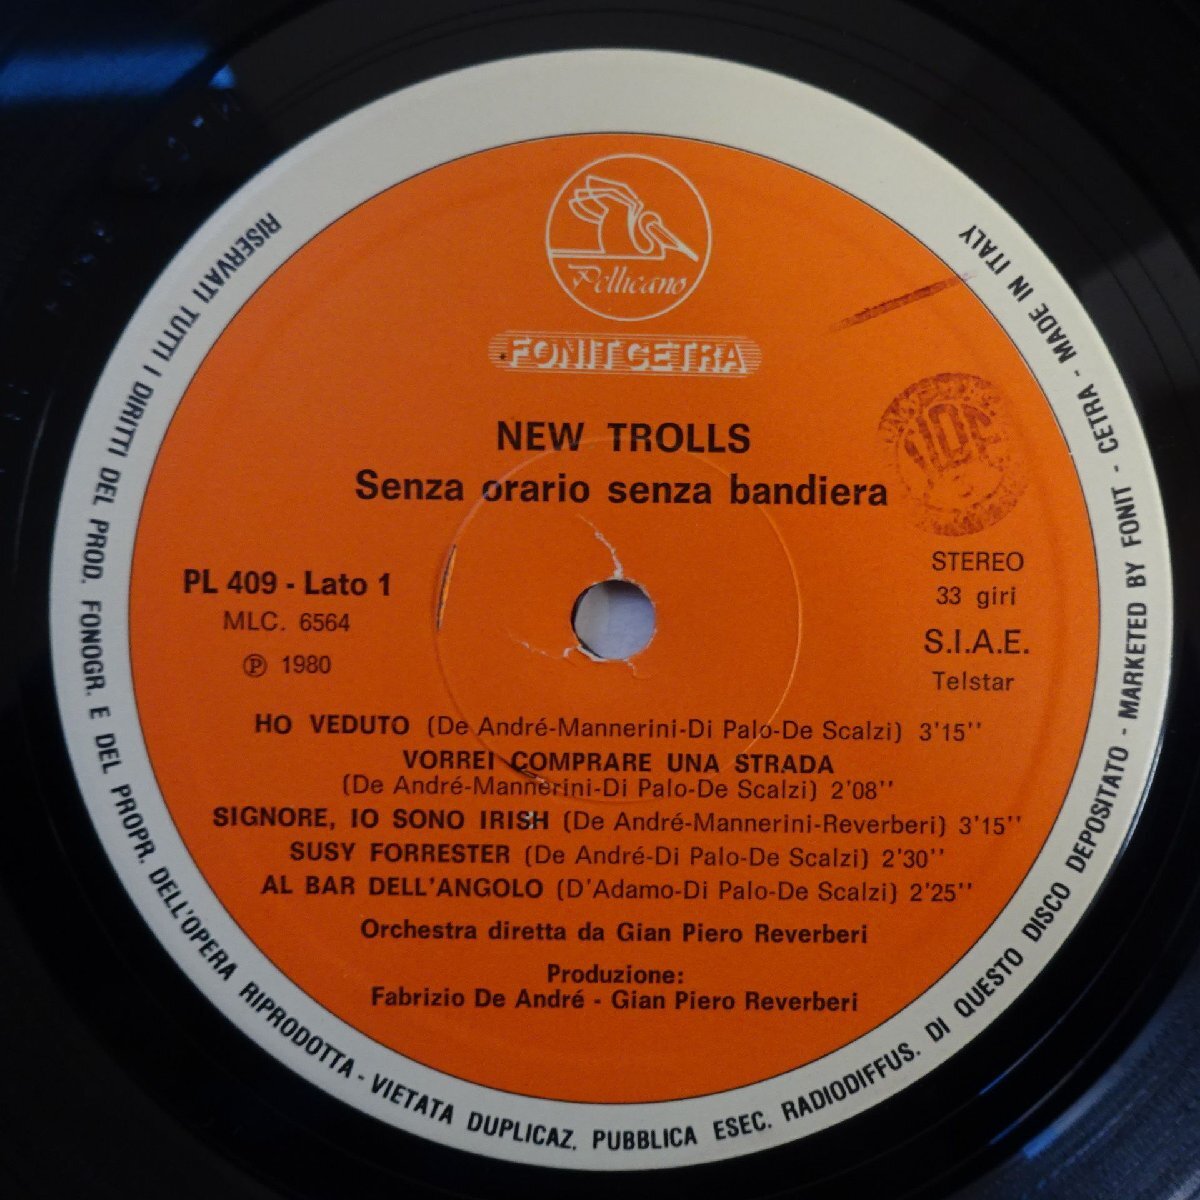 Pellicano
FONIT CETRA
NEW TROLLS
Senza orario senza bandiera
PL 409 - Lato 1
MLC. 6564
℗ 1980
STEREO
33 giri
S.I.A.E.
Telstar
HO VEDUTO (De André-Mannerini-Di Palo-De Scalzi) 3'15''
VORREI COMPRARE UNA STRADA
(De André-Mannerini-Di Palo-De Scalzi) 2'08''
SIGNORE, IO SONO IRISH (De André-Mannerini-Reverberi) 3'15''
SUSY FORRESTER (De André-Di Palo-De Scalzi) 2'30''
AL BAR DELL'ANGOLO (D'Adamo-Di Palo-De Scalzi) 2'25''
Orchestra diretta da Gian Piero Reverberi
Produzione:
Fabrizio De André - Gian Piero Reverberi
RISERVATI TUTTI I DIRITTI DEL PROD. FONOGR. E DEL PROPR. DELL'OPERA RIPRODOTTA - VIETATA DUPLICAZ. PUBBLICA ESEC. RADIODIFFUS. DI QUESTO DISCO DEPOSITATO - MARKETED BY FONIT - CETRA - MADE IN ITALY